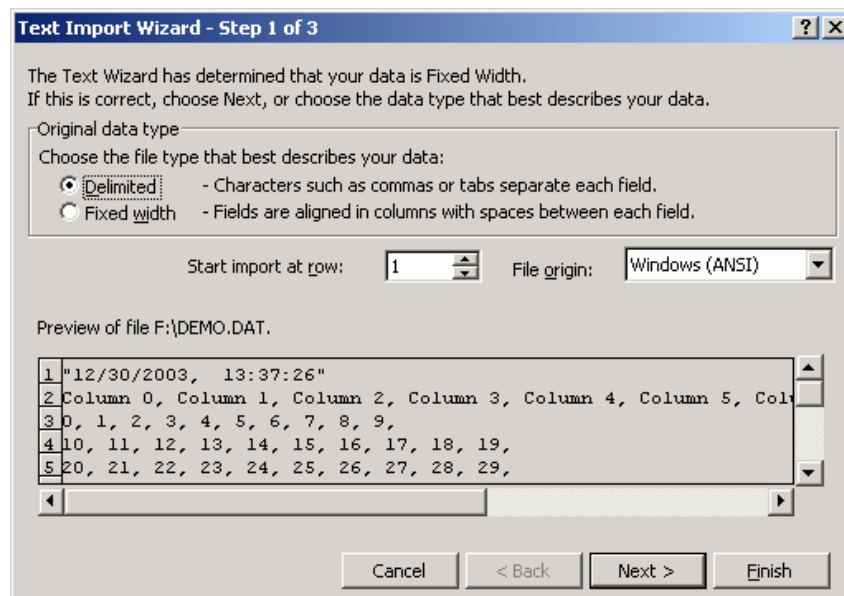 Text Import Wizard - Step 1 of 3
The Text Wizard has determined that your data is Fixed Width.
If this is correct, choose Next, or choose the data type that best describes your data.
Original data type
Choose the file type that best describes your data:
Delimited - Characters such as commas or tabs separate each field.
Fixed width - Fields are aligned in columns with spaces between each field.
Start import at row: 1 File origin: Windows (ANSI)
Preview of file F:\DEMO.DAT.
1 "12/30/2003,  13:37:26"
2 Column 0, Column 1, Column 2, Column 3, Column 4, Column 5, Col
3 0, 1, 2, 3, 4, 5, 6, 7, 8, 9,
4 10, 11, 12, 13, 14, 15, 16, 17, 18, 19,
5 20, 21, 22, 23, 24, 25, 26, 27, 28, 29,
Cancel < Back Next > Finish